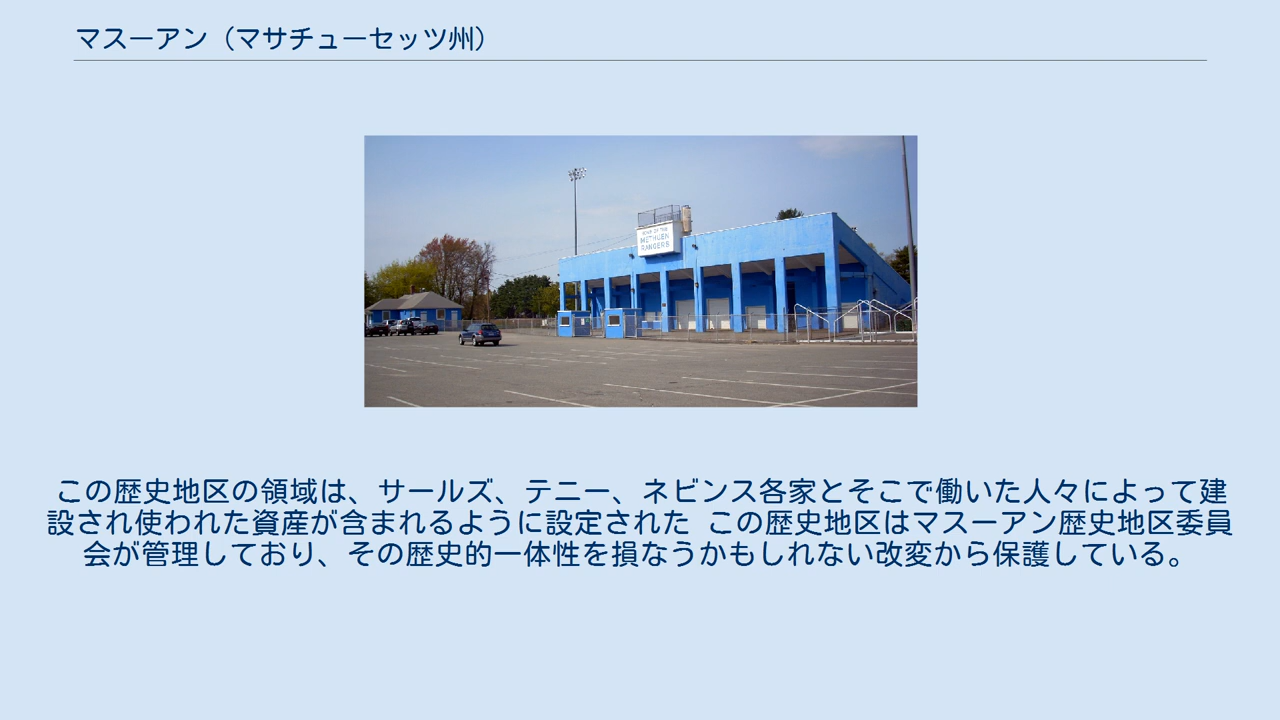 マスーアン（マサチューセッツ州）
HOME OF THE
METHUEN
RANGERS
この歴史地区の領域は、サールズ、テニー、ネビンス各家とそこで働いた人々によって建
設され使われた資産が含まれるように設定された この歴史地区はマスーアン歴史地区委員
会が管理しており、その歴史的一体性を損なうかもしれない改変から保護している。